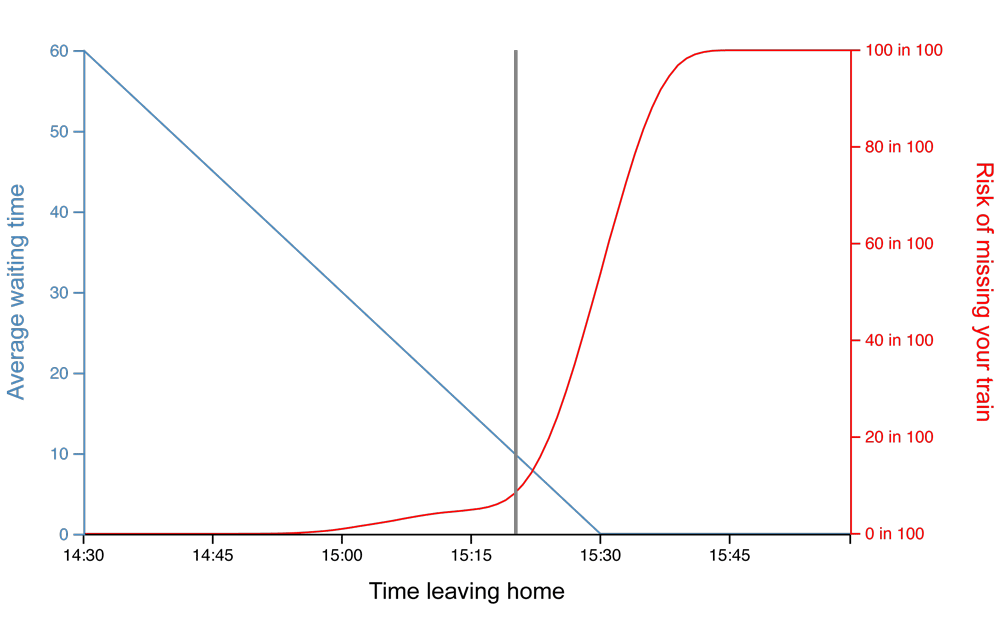 60
50
40
30
20
10
0
Average waiting time
100 in 100
80 in 100
60 in 100
40 in 100
20 in 100
0 in 100
Risk of missing your train
14:30 14:45 15:00 15:15 15:30 15:45
Time leaving home